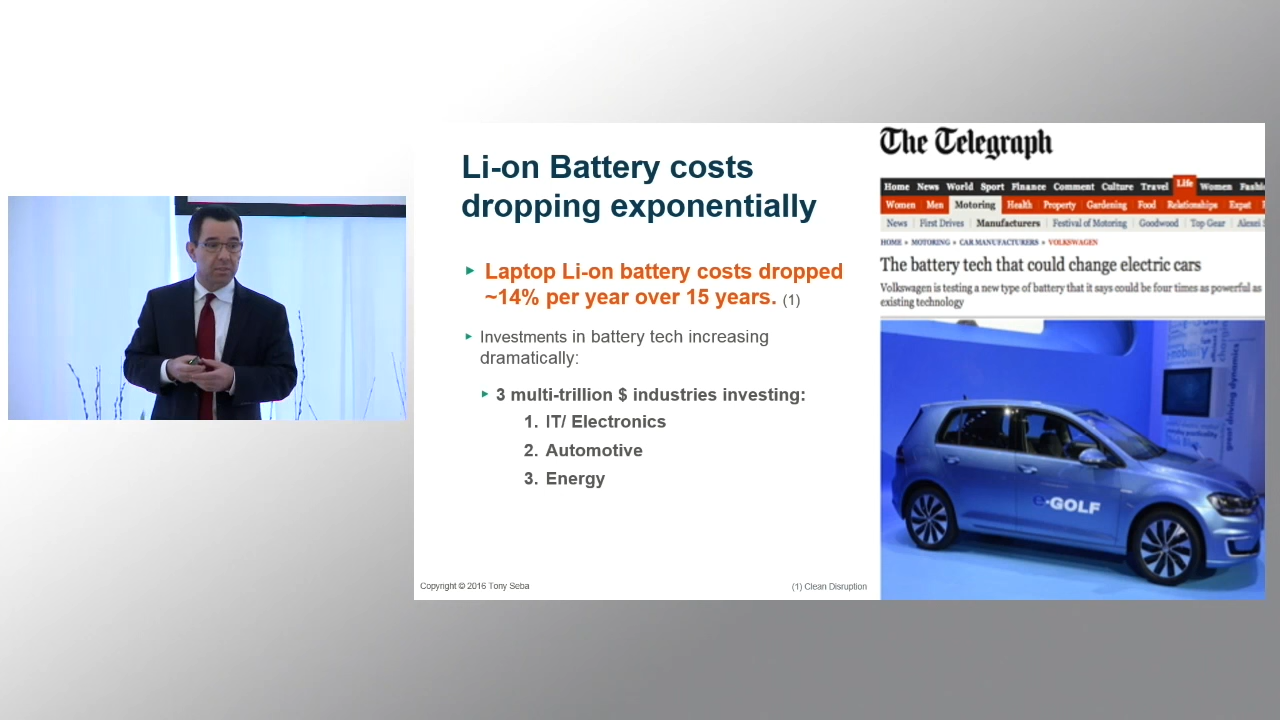 Li-on Battery costs
dropping exponentially
Laptop Li-on battery costs dropped
~14% per year over 15 years. (1)
Investments in battery tech increasing
dramatically:
3 multi-trillion $ industries investing:
1. IT/ Electronics
2. Automotive
3. Energy
Copyright © 2016 Tony Seba
(1) Clean Disruption
The Telegraph
Home News World Sport Finance Comment Culture Travel Life Women
Women Men Motoring Health Property Gardening Food Relationships Expat
News First Drives Manufacturers Festival of Motoring Goodwood Top Gear
HOME » MOTORING » CAR MANUFACTURERS » VOLKSWAGEN
The battery tech that could change electric cars
Volkswagen is testing a new type of battery that it says could be four times as powerful as
existing technology
great driving dynamics
e-GOLF